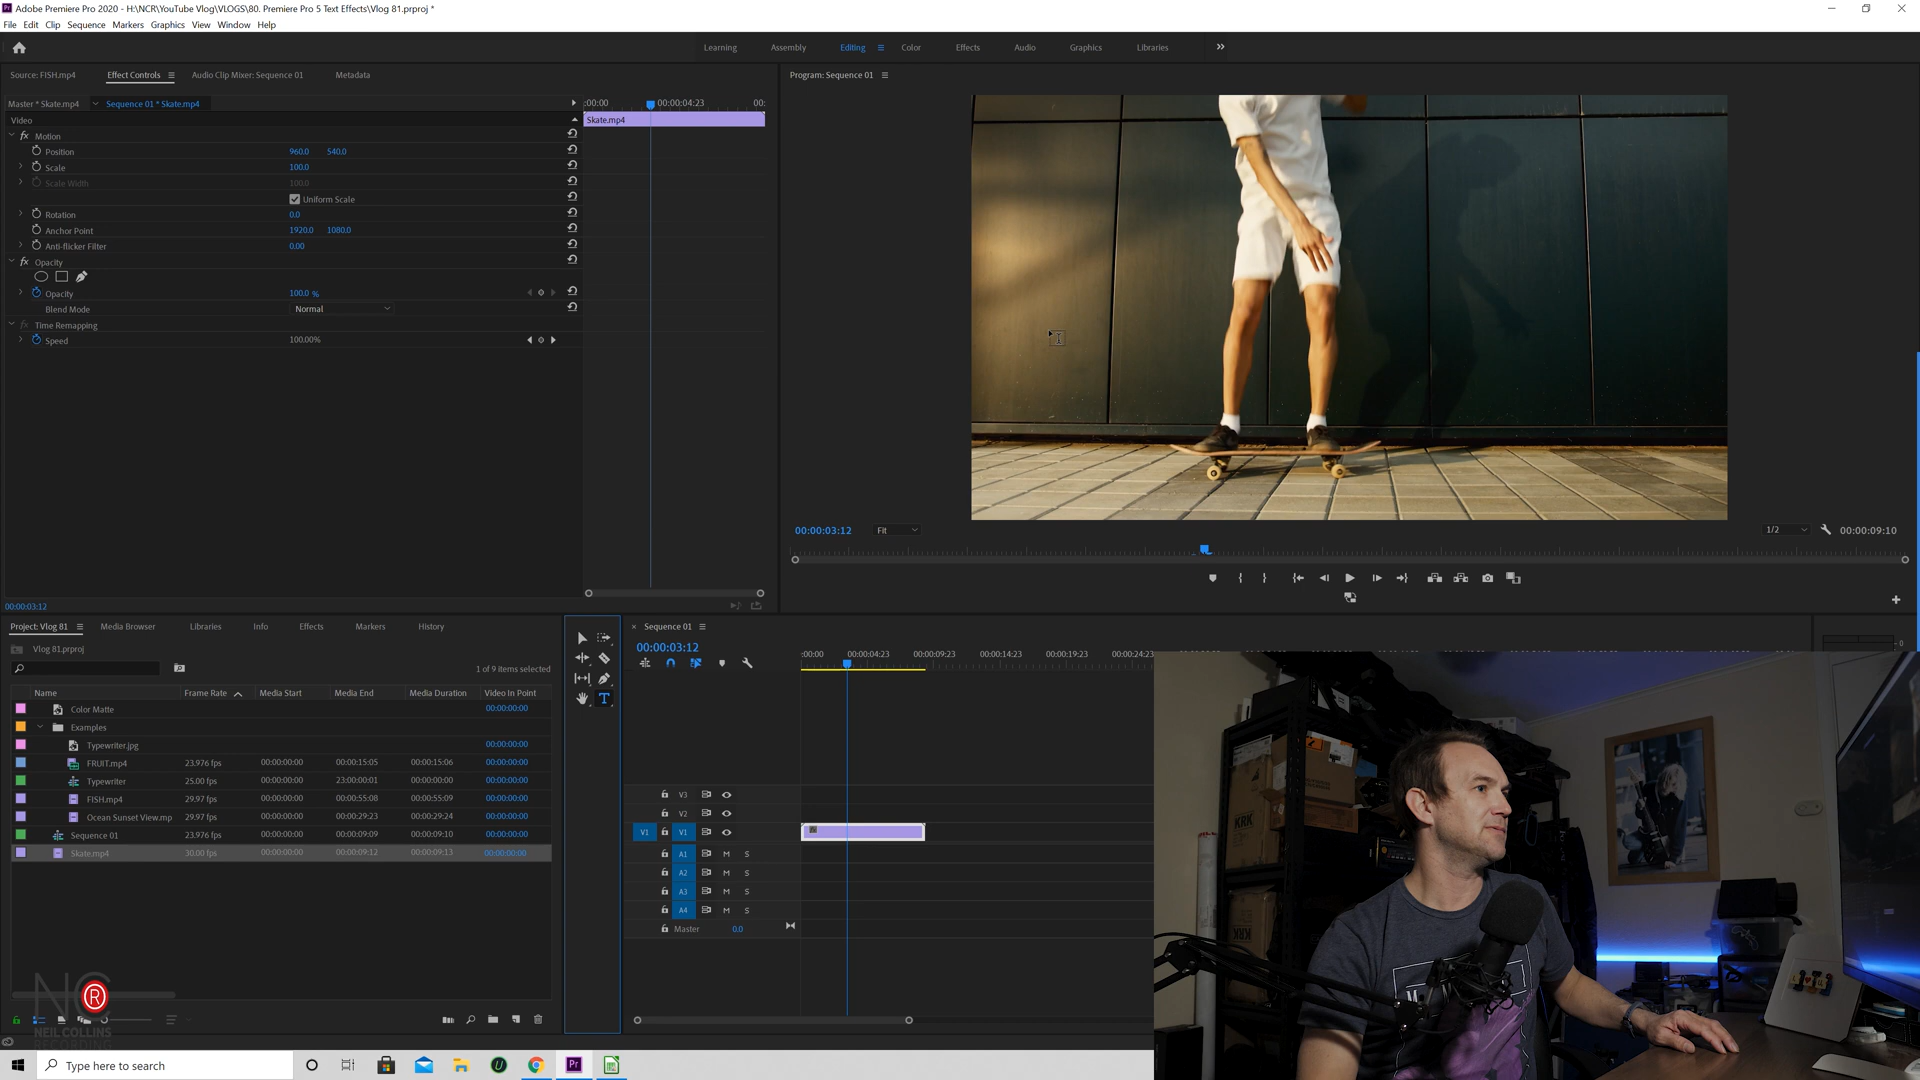 Adobe Premiere Pro 2020 - H:\NCR\YouTube Vlog\VLOGS\80. Premiere Pro 5 Text Effects\Vlog 81.prproj *
File Edit Clip Sequence Markers Graphics View Window Help
Learning Assembly Editing Color Effects Audio Graphics Libraries
Source: FISH.mp4 Effect Controls Audio Clip Mixer: Sequence 01 Metadata
Program: Sequence 01
Master * Skate.mp4 Sequence 01 * Skate.mp4
:00:00 00:00:04:23 00:
Video
Skate.mp4
fx Motion
Position 960.0 540.0
Scale 100.0
Scale Width 100.0
Uniform Scale
Rotation 0.0
Anchor Point 1920.0 1080.0
Anti-flicker Filter 0.00
fx Opacity
Opacity 100.0 %
Blend Mode Normal
fx Time Remapping
Speed 100.00%
00:00:03:12 Fit 1/2 00:00:09:10
00:00:03:12
Project: Vlog 81 Media Browser Libraries Info Effects Markers History
Vlog 81.prproj
1 of 9 items selected
Name Frame Rate Media Start Media End Media Duration Video In Point
Color Matte 00:00:00:00
Examples
Typewriter.jpg 00:00:00:00
FRUIT.mp4 23.976 fps 00:00:00:00 00:00:15:05 00:00:15:06 00:00:00:00
Typewriter 25.00 fps 00:00:00:00 23:00:00:01 00:00:00:00 00:00:00:00
FISH.mp4 29.97 fps 00:00:00:00 00:00:55:08 00:00:55:09 00:00:00:00
Ocean Sunset View.mp 29.97 fps 00:00:00:00 00:00:29:23 00:00:29:24 00:00:00:00
Sequence 01 23.976 fps 00:00:00:00 00:00:09:09 00:00:09:10 00:00:00:00
Skate.mp4 30.00 fps 00:00:00:00 00:00:09:12 00:00:09:13 00:00:00:00
Sequence 01
00:00:03:12
:00:00 00:00:04:23 00:00:09:23 00:00:14:23 00:00:19:23 00:00:24:23
V3
V2
V1 V1
A1 M S
A2 M S
A3 M S
A4 M S
Master 0.0
NC
R
NEIL COLLINS
RECORDING
KRK
KRK
Type here to search
Pr